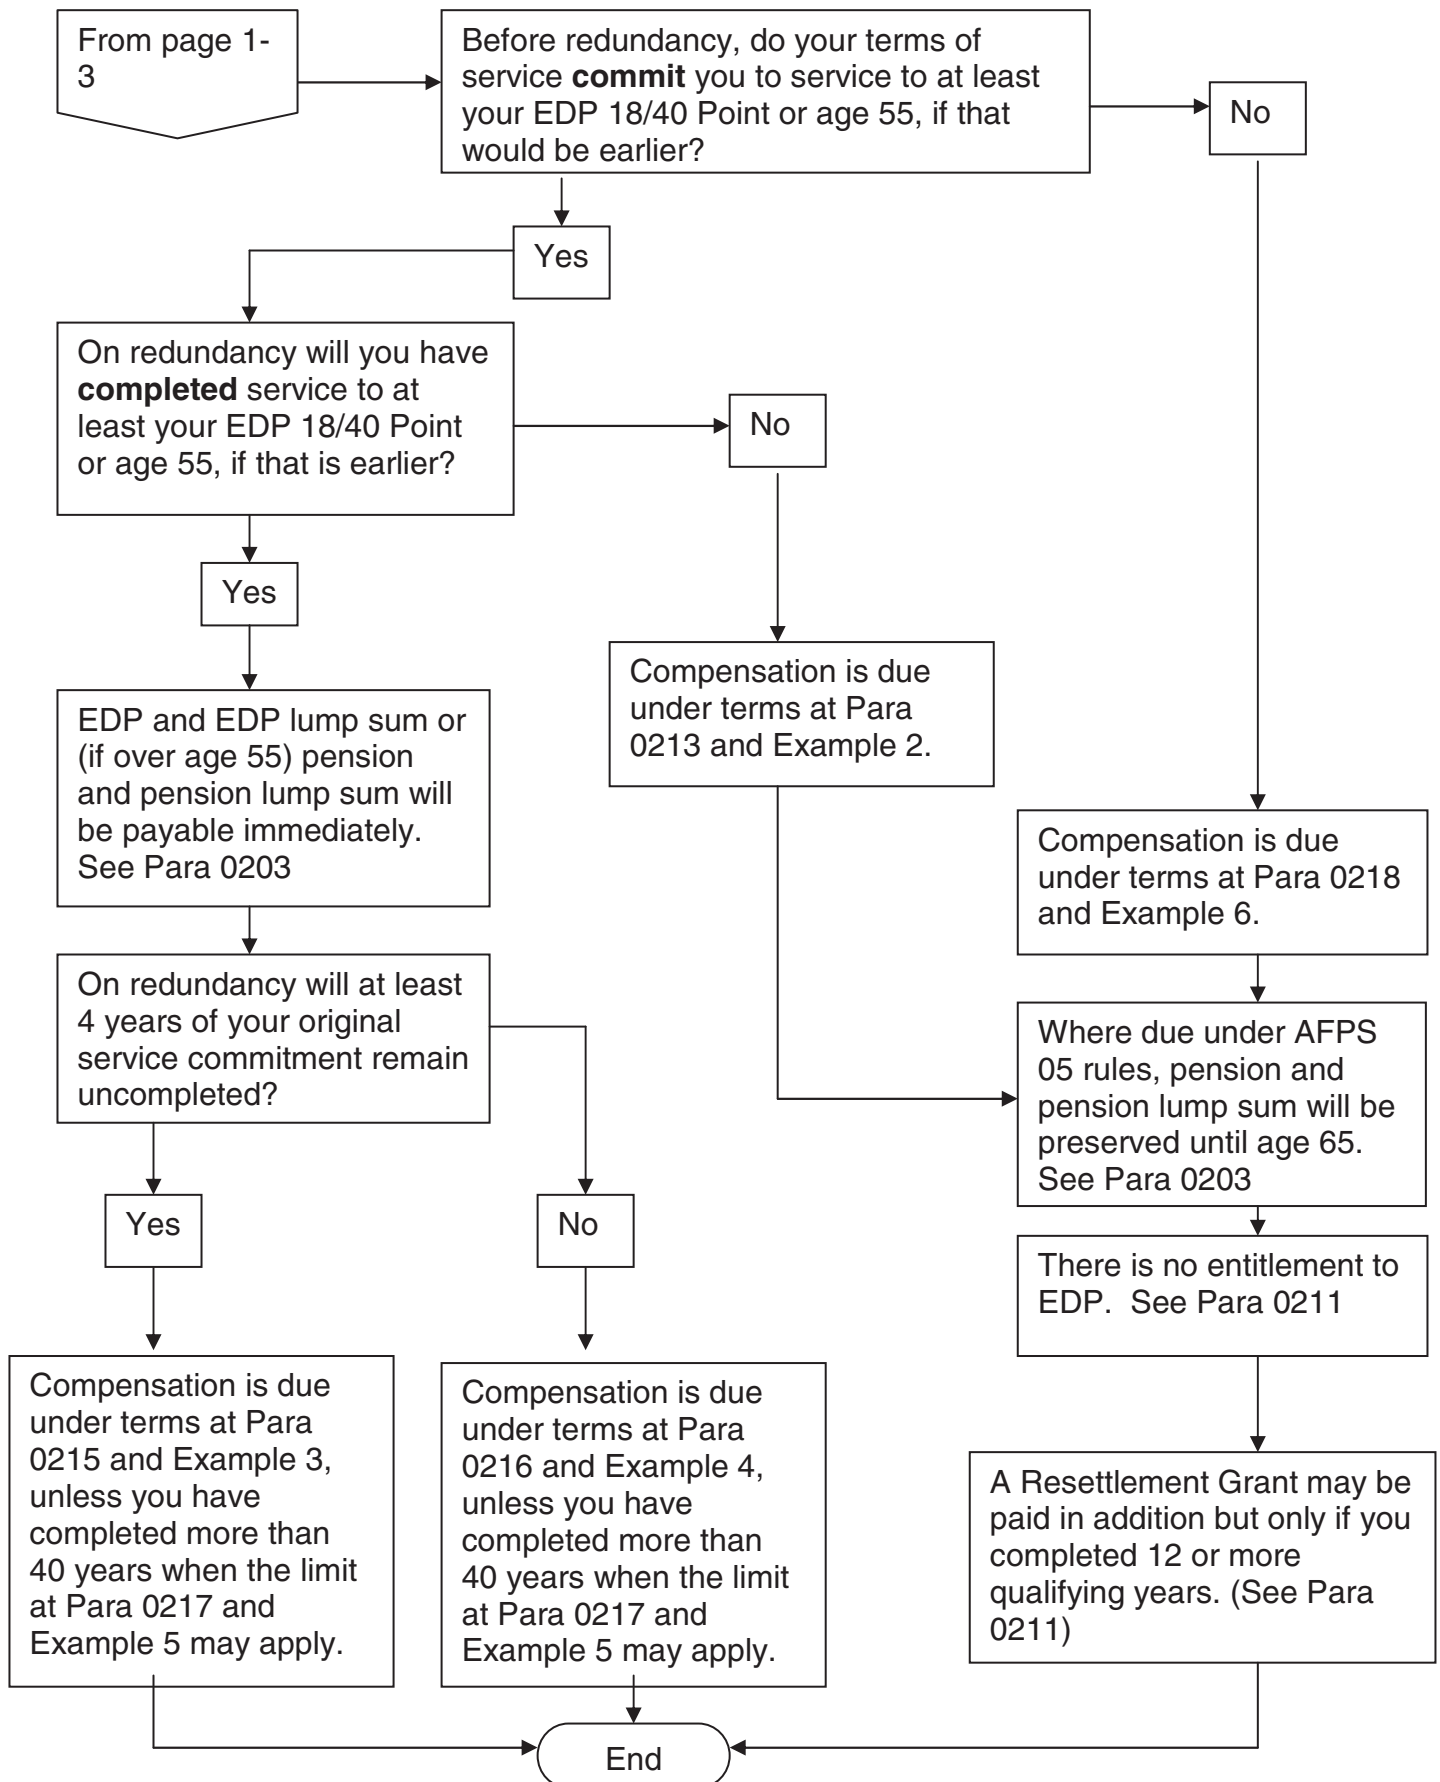 From page 1-
3
Before redundancy, do your terms of
service commit you to service to at least
your EDP 18/40 Point or age 55, if that
would be earlier?
No
Yes
On redundancy will you have
completed service to at
least your EDP 18/40 Point
or age 55, if that is earlier?
No
Yes
Compensation is due
under terms at Para
0213 and Example 2.
EDP and EDP lump sum or
(if over age 55) pension
and pension lump sum will
be payable immediately.
See Para 0203
Compensation is due
under terms at Para 0218
and Example 6.
On redundancy will at least
4 years of your original
service commitment remain
uncompleted?
Where due under AFPS
05 rules, pension and
pension lump sum will be
preserved until age 65.
See Para 0203
Yes
No
There is no entitlement to
EDP.  See Para 0211
Compensation is due
under terms at Para
0215 and Example 3,
unless you have
completed more than
40 years when the limit
at Para 0217 and
Example 5 may apply.
Compensation is due
under terms at Para
0216 and Example 4,
unless you have
completed more than
40 years when the limit
at Para 0217 and
Example 5 may apply.
A Resettlement Grant may be
paid in addition but only if you
completed 12 or more
qualifying years. (See Para
0211)
End